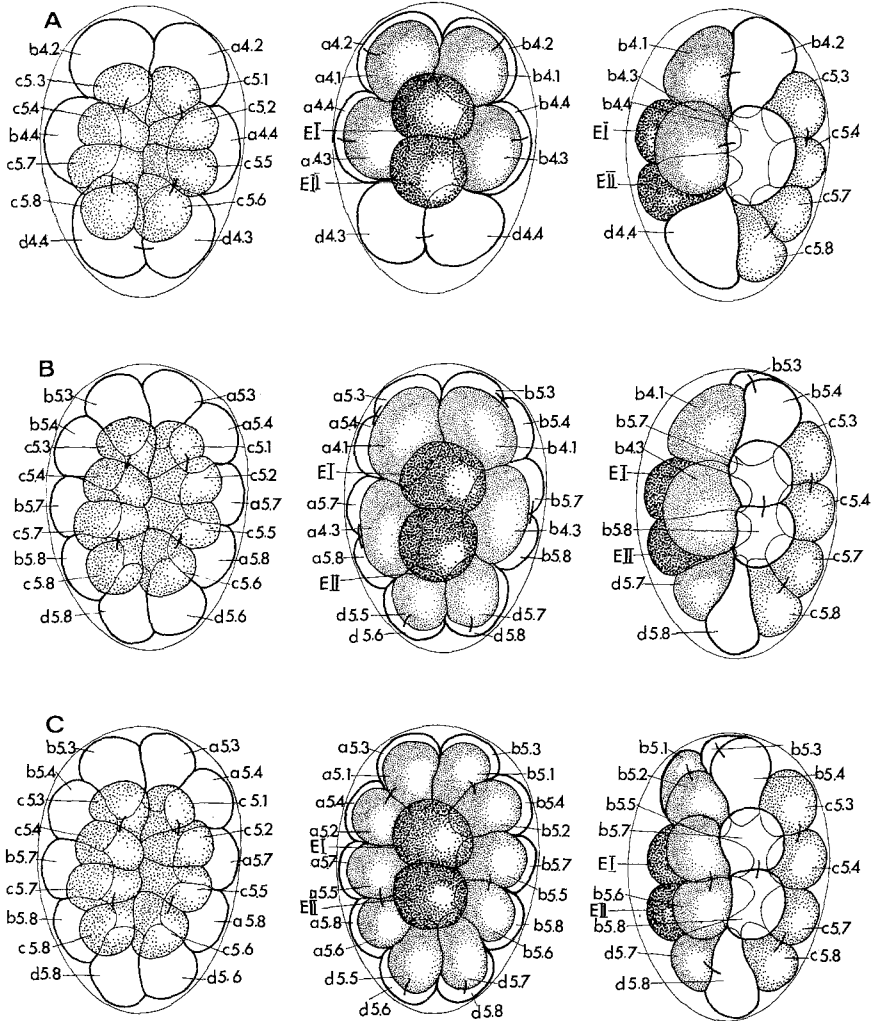 A
b4.2
c5.3
c5.4
b4.4
c5.7
c5.8
d4.4
a4.2
c5.1
c5.2
a4.4
c5.5
c5.6
d4.3
a4.2
a4.1
a4.4
EI
a4.3
EII
d4.3
b4.2
b4.1
b4.4
b4.3
d4.4
b4.1
b4.3
b4.4
EI
EII
d4.4
b4.2
c5.3
c5.4
c5.7
c5.8
B
b5.3
b5.4
c5.3
c5.4
b5.7
c5.7
b5.8
c5.8
d5.8
a5.3
a5.4
c5.1
c5.2
a5.7
c5.5
a5.8
c5.6
d5.6
a5.3
a5.4
a4.1
EI
a5.7
a4.3
a5.8
EII
d5.5
d5.6
b5.3
b5.4
b4.1
b5.7
b4.3
b5.8
d5.7
d5.8
b4.1
b5.7
b4.3
EI
b5.8
EII
d5.7
d5.8
b5.3
b5.4
c5.3
c5.4
c5.7
c5.8
C
b5.3
b5.4
c5.3
c5.4
b5.7
c5.7
b5.8
c5.8
d5.8
a5.3
a5.4
c5.1
c5.2
a5.7
c5.5
a5.8
c5.6
d5.6
a5.3
a5.1
a5.4
a5.2
EI
a5.7
a5.5
EII
a5.8
a5.6
d5.5
d5.6
b5.3
b5.1
b5.4
b5.2
b5.7
b5.5
b5.8
b5.6
d5.7
d5.8
b5.1
b5.2
b5.5
b5.7
EI
b5.6
EII
b5.8
d5.7
d5.8
b5.3
b5.4
c5.3
c5.4
c5.7
c5.8